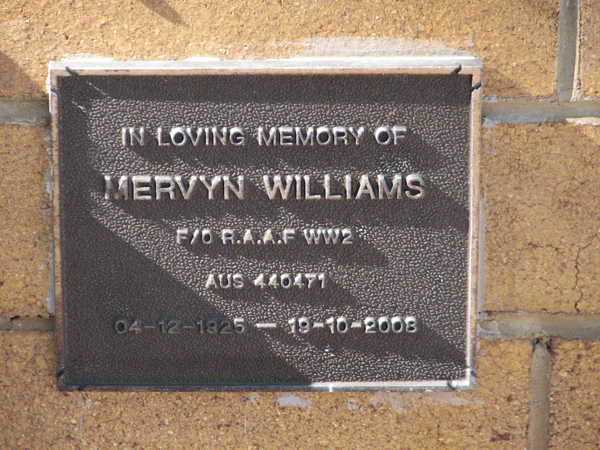 IN LOVING MEMORY OF
MERVYN WILLIAMS
F/O R.A.A.F WW2
AUS 440471
04-12-1925 — 19-10-2008